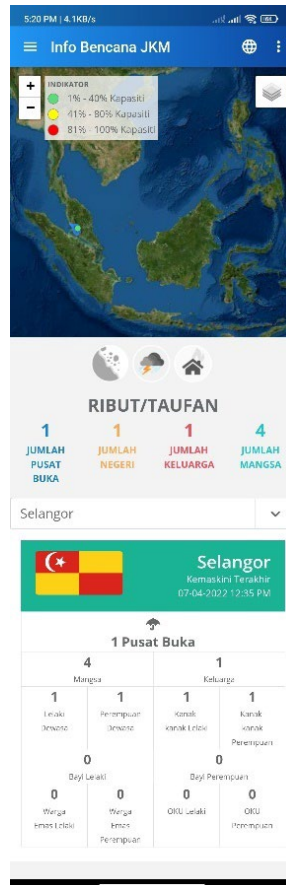 5:20 PM | 4.1KB/s
Info Bencana JKM
+
INDIKATOR
1% - 40% Kapasiti
41% - 80% Kapasiti
81% - 100% Kapasiti
-
RIBUT/TAUFAN
1 1 1 4
JUMLAH PUSAT BUKA
JUMLAH NEGERI
JUMLAH KELUARGA
JUMLAH MANGSA
Selangor
Selangor
Kemaskini Terakhir
07-04-2022 12:35 PM
1 Pusat Buka
4 1
Mangsa Keluarga
1 1 1 1
Lelaki Dewasa
Perempuan Dewasa
Kanak kanak Lelaki
Kanak kanak Perempuan
0 0
Bayi Lelaki Bayi Perempuan
0 0 0 0
Warga Emas Lelaki
Warga Emas Perempuan
OKU Lelaki
OKU Perempuan